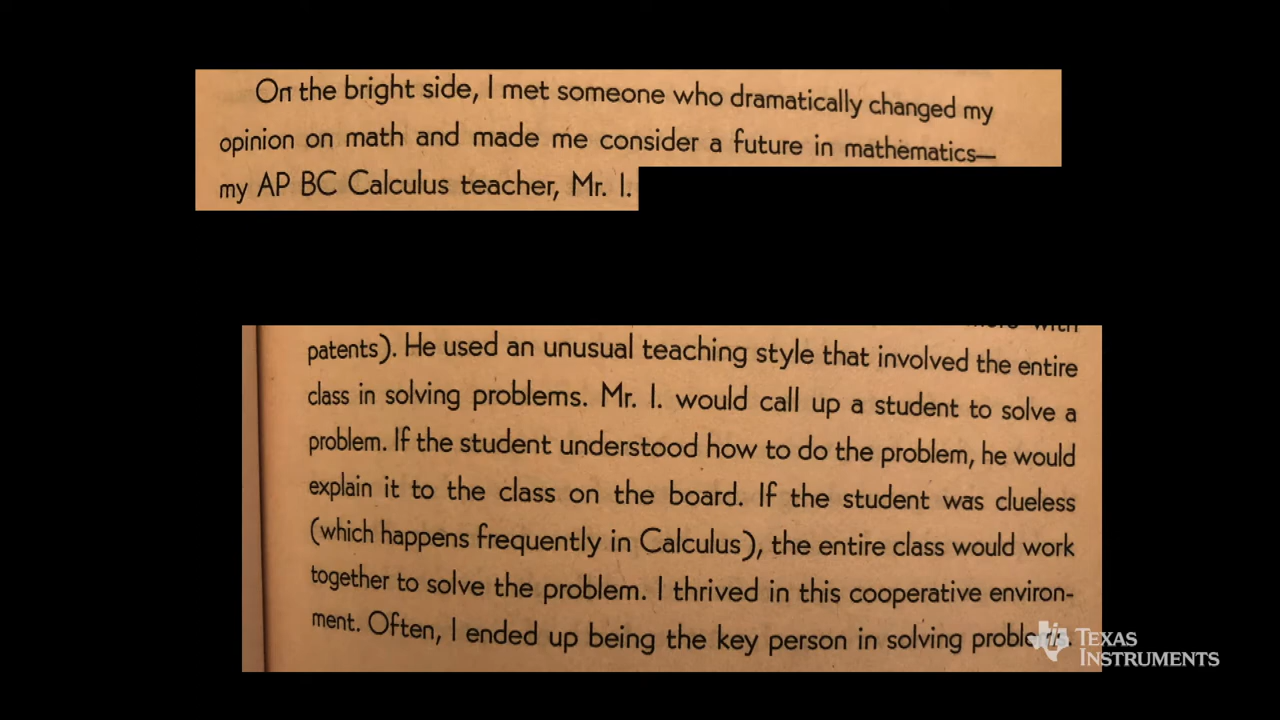 On the bright side, I met someone who dramatically changed my
opinion on math and made me consider a future in mathematics—
my AP BC Calculus teacher, Mr. I.
with
patents). He used an unusual teaching style that involved the entire
class in solving problems. Mr. I. would call up a student to solve a
problem. If the student understood how to do the problem, he would
explain it to the class on the board. If the student was clueless
(which happens frequently in Calculus), the entire class would work
together to solve the problem. I thrived in this cooperative environ-
ment. Often, I ended up being the key person in solving
TEXAS
INSTRUMENTS